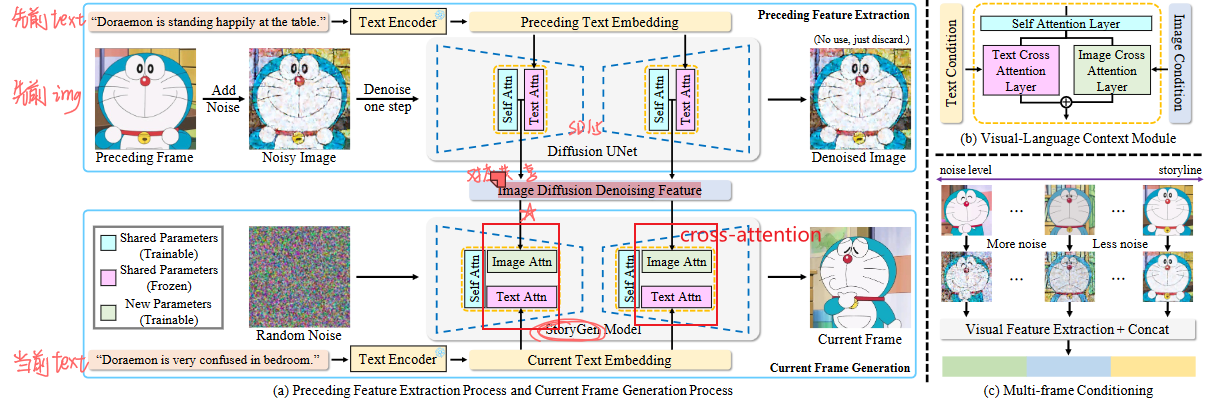 先前text
"Doraemon is standing happily at the table."
Text Encoder
Preceding Text Embedding
Preceding Feature Extraction
(No use, just discard.)
先前img
Add
Noise
Denoise
one step
Self Attn
Text Attn
Self Attn
Text Attn
SD1.5
Preceding Frame
Noisy Image
Diffusion UNet
Denoised Image
Image Diffusion Denoising Feature
Shared Parameters
(Trainable)
Shared Parameters
(Frozen)
New Parameters
(Trainable)
Random Noise
Self Attn
Image Attn
Text Attn
Self Attn
Image Attn
Text Attn
cross-attention
StoryGen Model
Current Frame
当前text
"Doraemon is very confused in bedroom."
Text Encoder
Current Text Embedding
Current Frame Generation
(a) Preceding Feature Extraction Process and Current Frame Generation Process
Text Condition
Self Attention Layer
Text Cross
Attention
Layer
Image Cross
Attention
Layer
Image Condition
(b) Visual-Language Context Module
noise level
storyline
...
...
More noise
Less noise
...
...
Visual Feature Extraction + Concat
(c) Multi-frame Conditioning